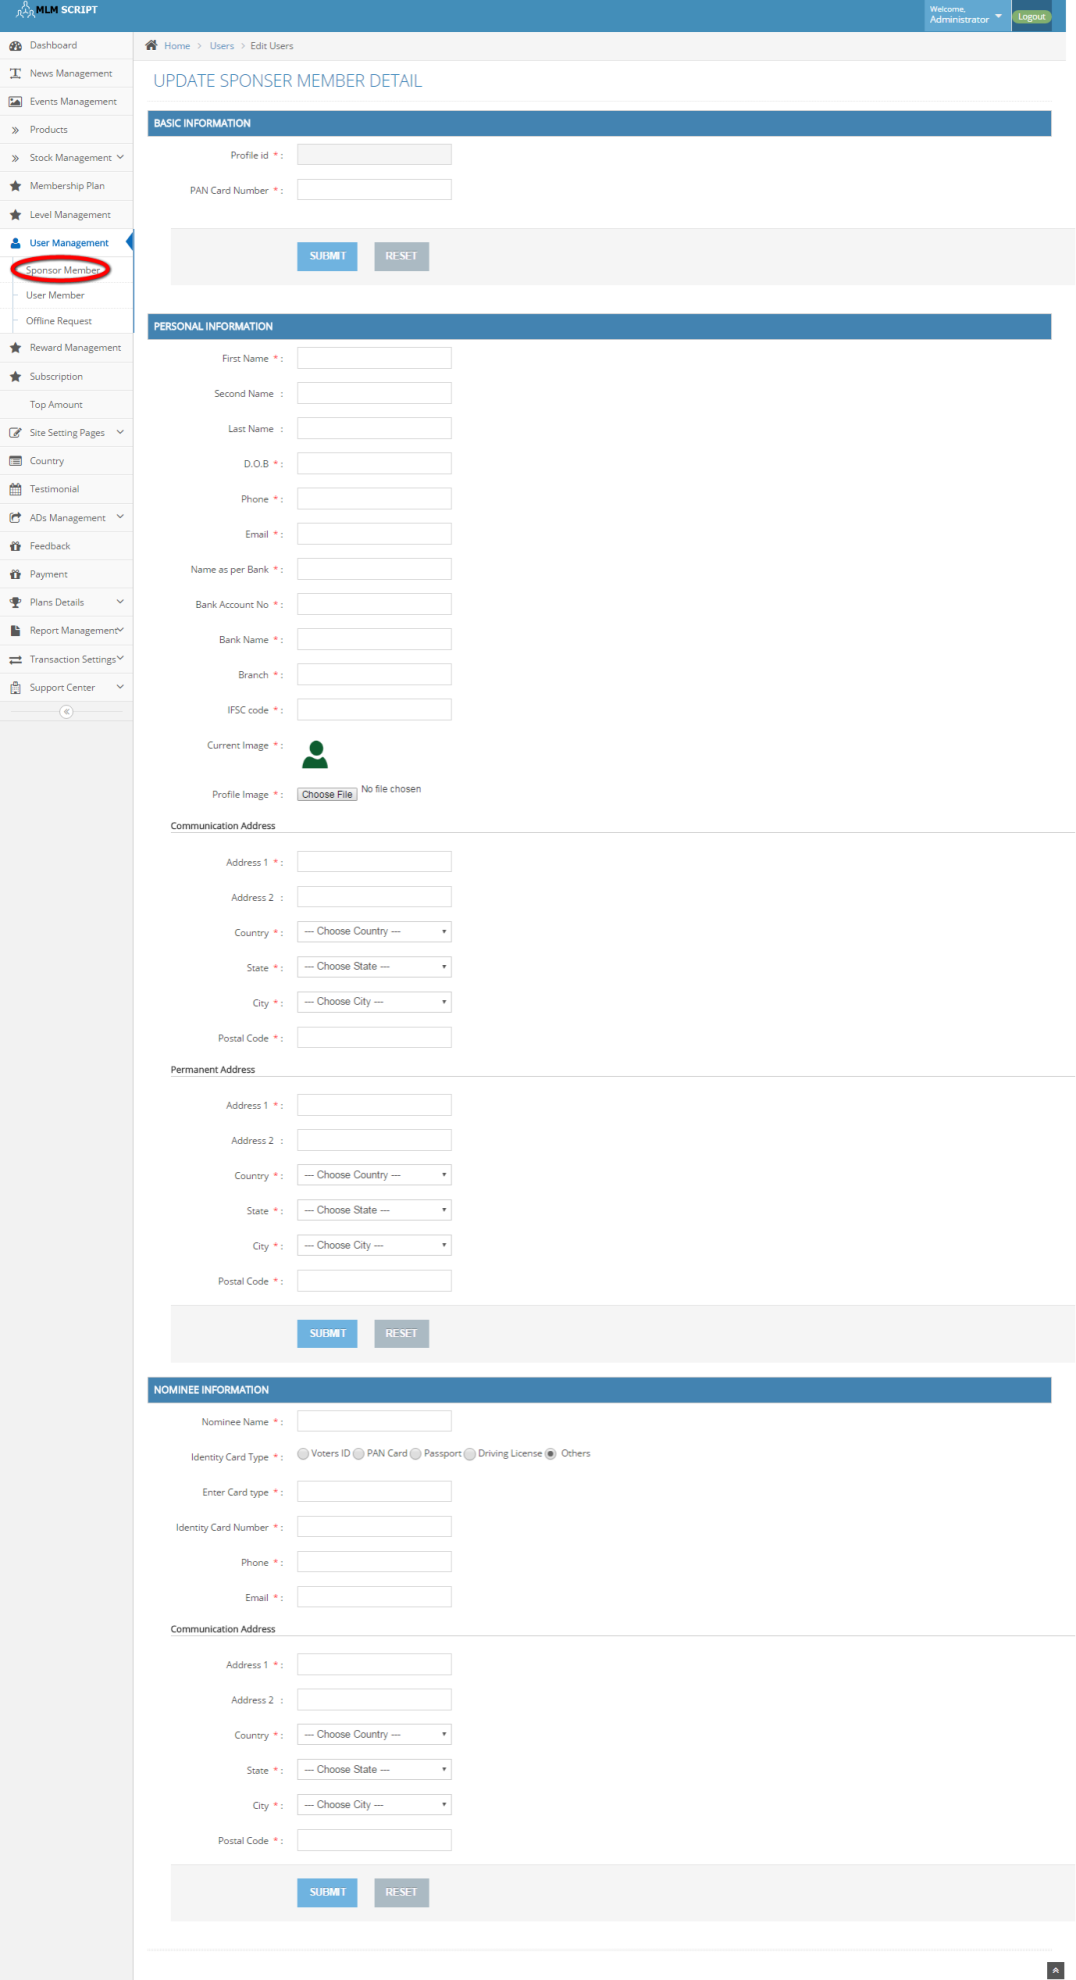 MLM SCRIPT
Welcome,
Administrator
Logout
Dashboard
News Management
Events Management
Products
Stock Management
Membership Plan
Level Management
User Management
Sponsor Member
User Member
Offline Request
Reward Management
Subscription
Top Amount
Site Setting Pages
Country
Testimonial
ADs Management
Feedback
Payment
Plans Details
Report Management
Transaction Settings
Support Center
Home > Users > Edit Users
UPDATE SPONSER MEMBER DETAIL
BASIC INFORMATION
Profile id * :
PAN Card Number * :
SUBMIT RESET
PERSONAL INFORMATION
First Name * :
Second Name :
Last Name :
D.O.B * :
Phone * :
Email * :
Name as per Bank * :
Bank Account No * :
Bank Name * :
Branch * :
IFSC code * :
Current Image * :
Profile Image * : Choose File No file chosen
Communication Address
Address 1 * :
Address 2 :
Country * : --- Choose Country ---
State * : --- Choose State ---
City * : --- Choose City ---
Postal Code * :
Permanent Address
Address 1 * :
Address 2 :
Country * : --- Choose Country ---
State * : --- Choose State ---
City * : --- Choose City ---
Postal Code * :
SUBMIT RESET
NOMINEE INFORMATION
Nominee Name * :
Identity Card Type * : Voters ID PAN Card Passport Driving License Others
Enter Card type * :
Identity Card Number * :
Phone * :
Email * :
Communication Address
Address 1 * :
Address 2 :
Country * : --- Choose Country ---
State * : --- Choose State ---
City * : --- Choose City ---
Postal Code * :
SUBMIT RESET